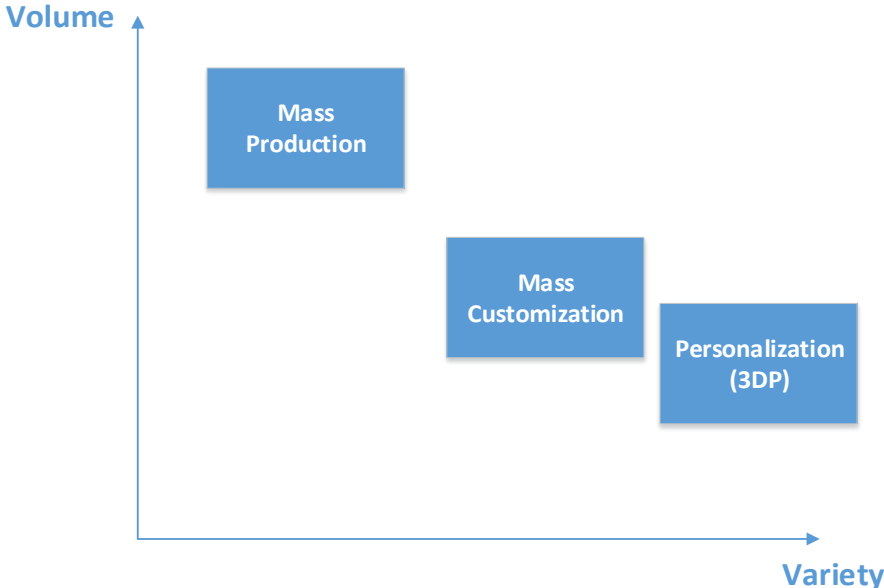 Volume
Mass
Production
Mass
Customization
Personalization
(3DP)
Variety